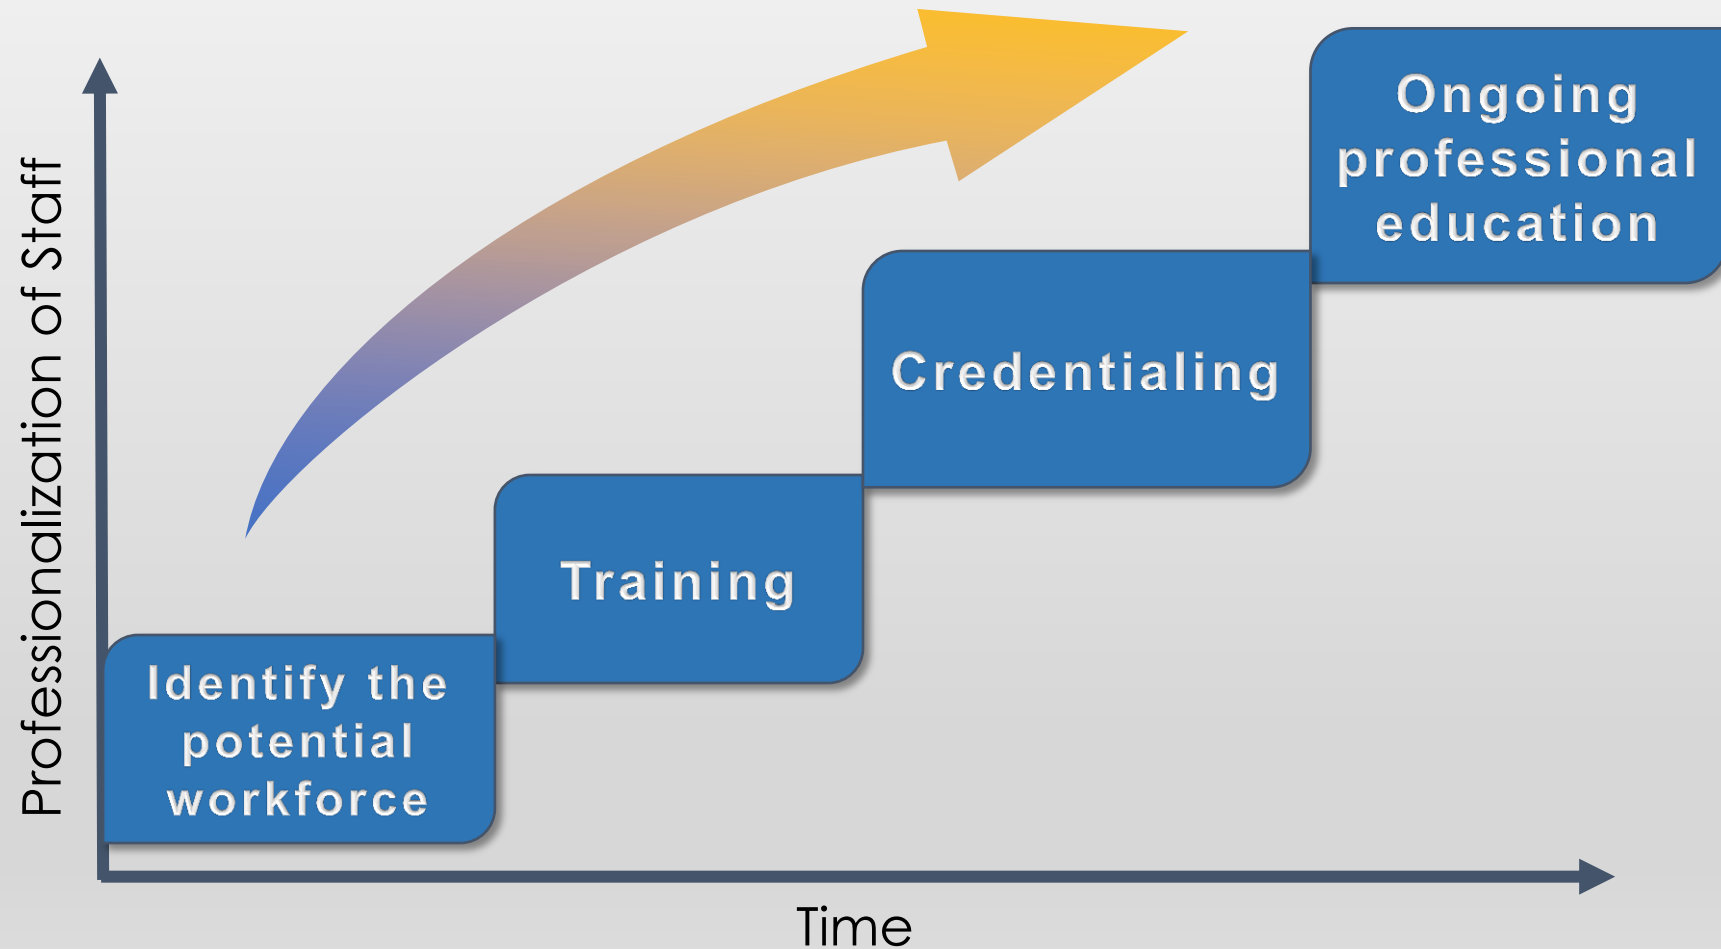 Professionalization of Staff
Ongoing
professional
education
Credentialing
Training
Identify the
potential
workforce
Time